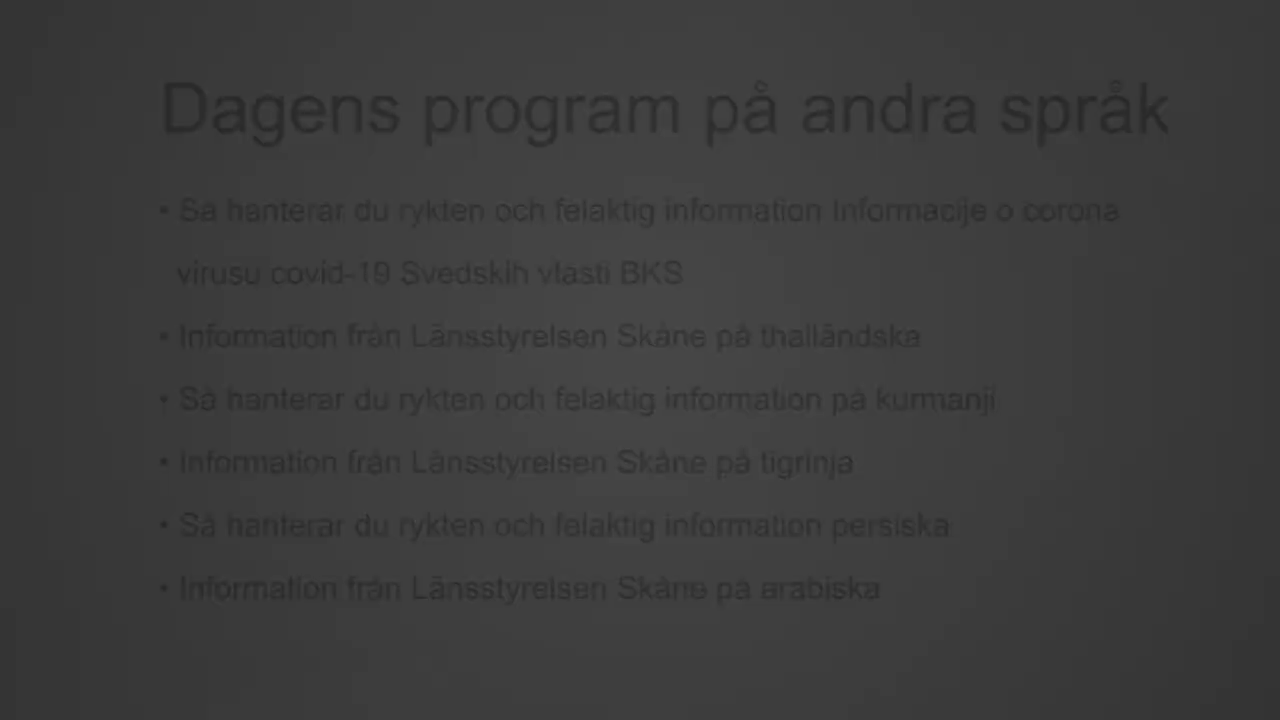 Dagens program på andra språk
• Så hanterar du rykten och felaktig information Informacije o corona
virusu covid-19 Svedskih vlasti BKS
• Information från Länsstyrelsen Skåne på thailändska
• Så hanterar du rykten och felaktig information på kurmanji
• Information från Länsstyrelsen Skåne på tigrinja
• Så hanterar du rykten och felaktig information persiska
• Information från Länsstyrelsen Skåne på arabiska